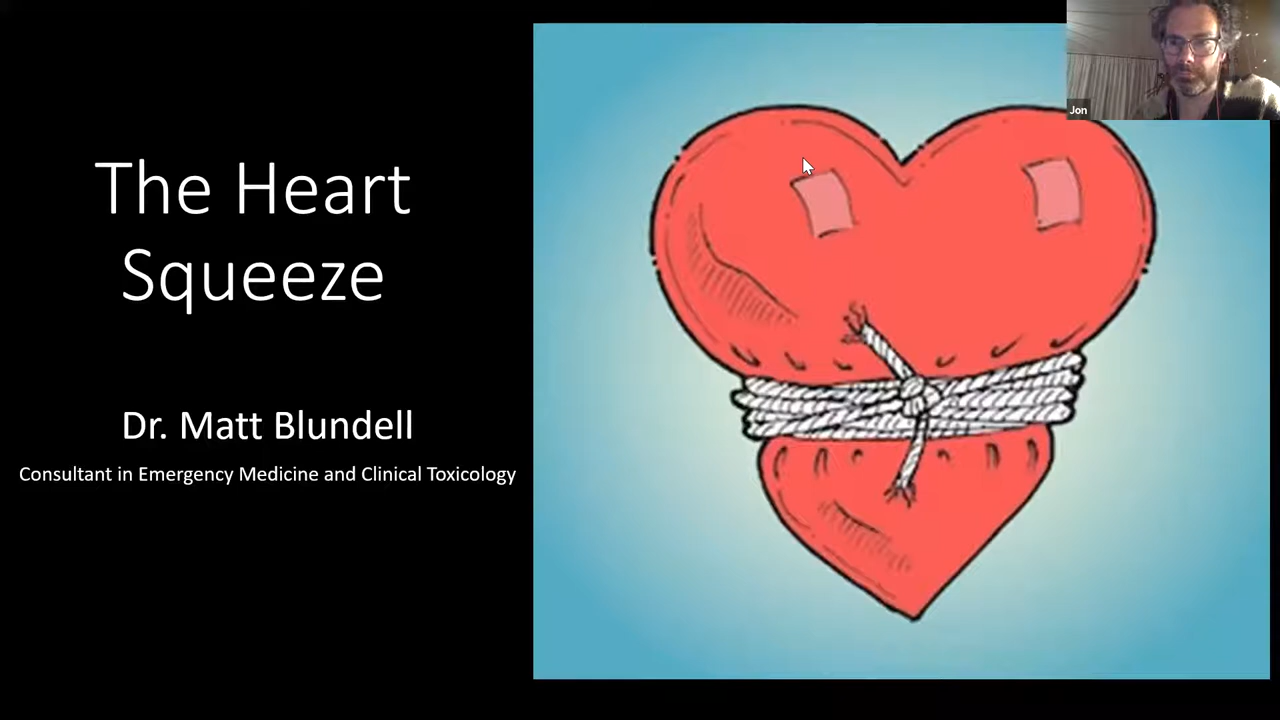 The Heart
Squeeze
Dr. Matt Blundell
Consultant in Emergency Medicine and Clinical Toxicology
Jon